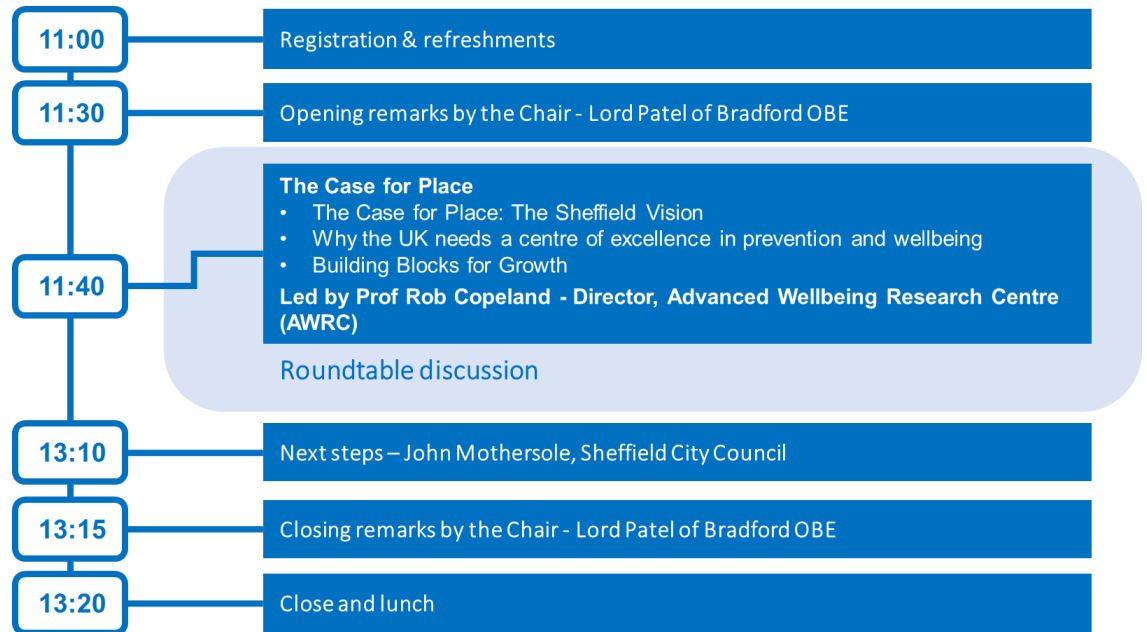 11:00
Registration & refreshments
11:30
Opening remarks by the Chair - Lord Patel of Bradford OBE
11:40
The Case for Place
• The Case for Place: The Sheffield Vision
• Why the UK needs a centre of excellence in prevention and wellbeing
• Building Blocks for Growth
Led by Prof Rob Copeland - Director, Advanced Wellbeing Research Centre
(AWRC)
Roundtable discussion
13:10
Next steps – John Mothersole, Sheffield City Council
13:15
Closing remarks by the Chair - Lord Patel of Bradford OBE
13:20
Close and lunch